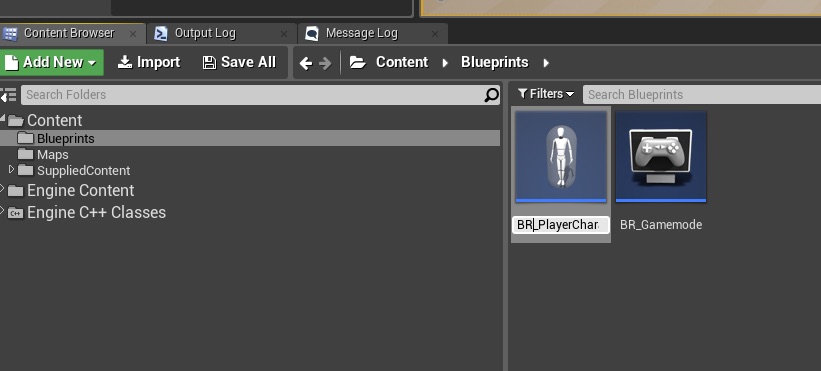 Content Browser
Output Log
Message Log
Add New
Import
Save All
Content
Blueprints
Search Folders
Filters
Search Blueprints
Content
Blueprints
Maps
SuppliedContent
Engine Content
Engine C++ Classes
C++
BR_PlayerChar
BR_Gamemode